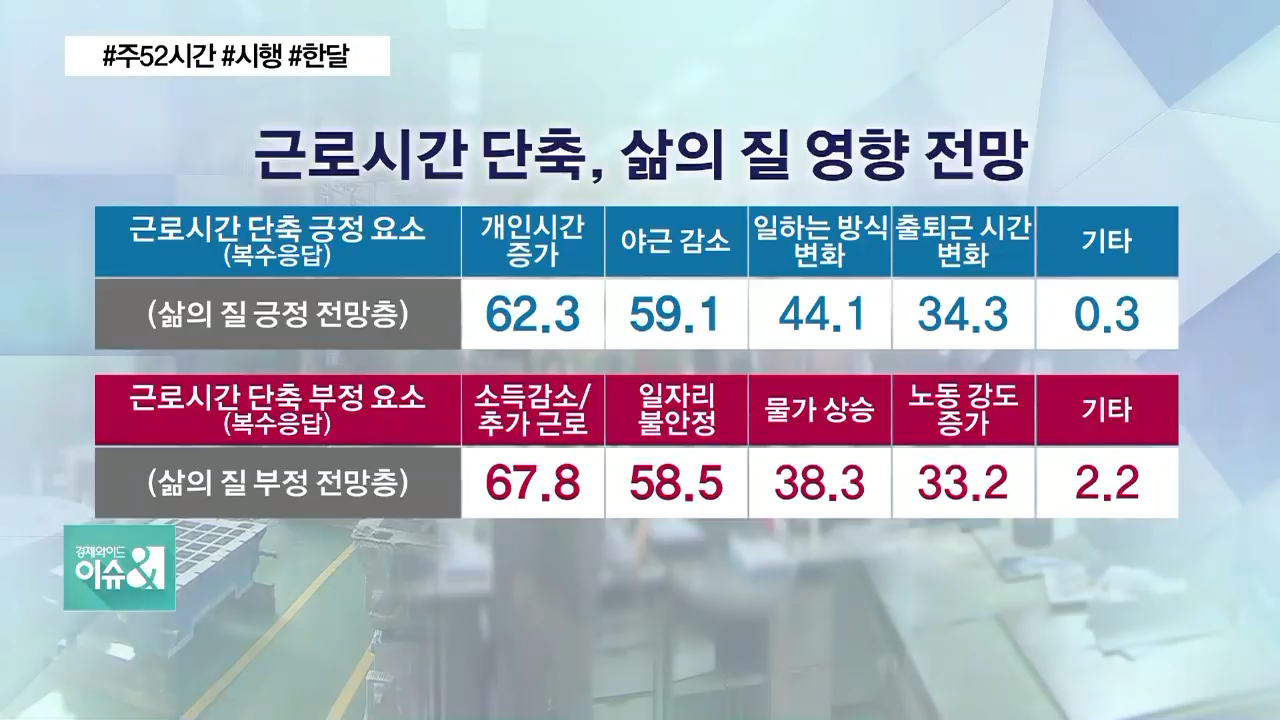 #주52시간 #시행 #한달
근로시간 단축, 삶의 질 영향 전망
근로시간 단축 긍정 요소
(복수응답)
개인시간
증가
야근 감소
일하는 방식
변화
출퇴근 시간
변화
기타
(삶의 질 긍정 전망층)
62.3
59.1
44.1
34.3
0.3
근로시간 단축 부정 요소
(복수응답)
소득감소/
추가 근로
일자리
불안정
물가 상승
노동 강도
증가
기타
(삶의 질 부정 전망층)
67.8
58.5
38.3
33.2
2.2
경제와이드
이슈&